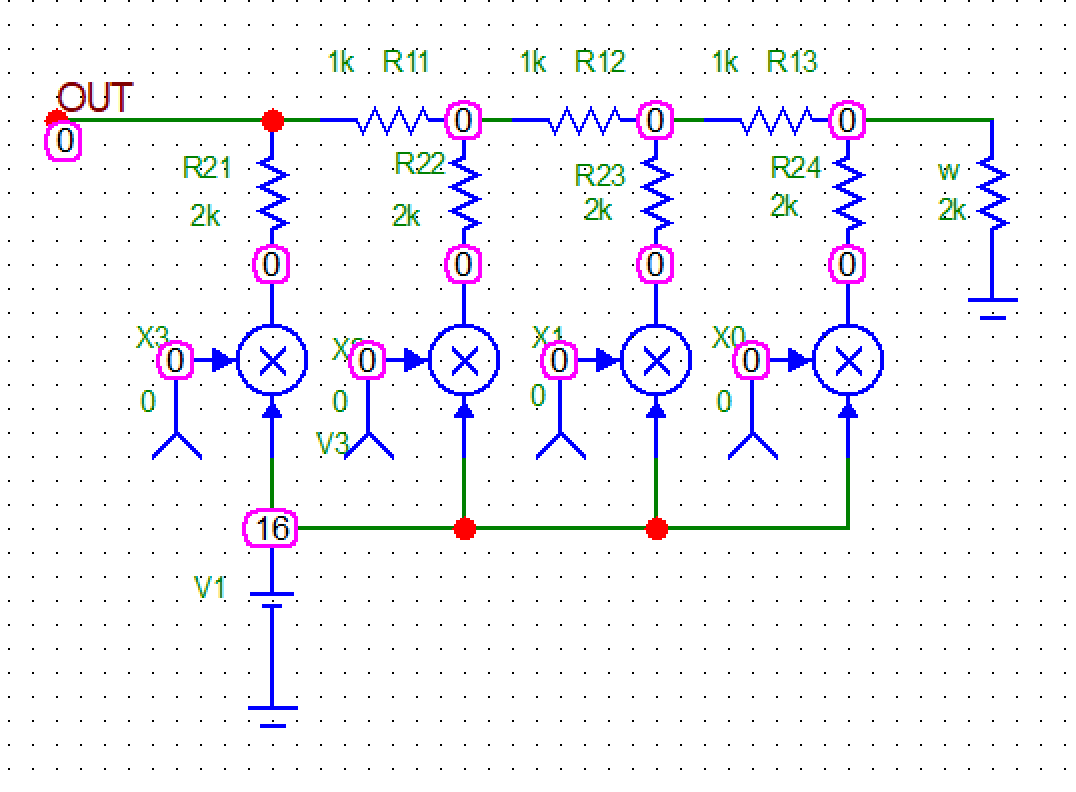 1k R11 1k R12 1k R13
OUT
0 0 0 0
R21 R22 R23 R24 w
2k 2k 2k 2k 2k
0 0 0 0
X3 X1 X0
0 0 0 0
0 0 0 0
V3
16
V1